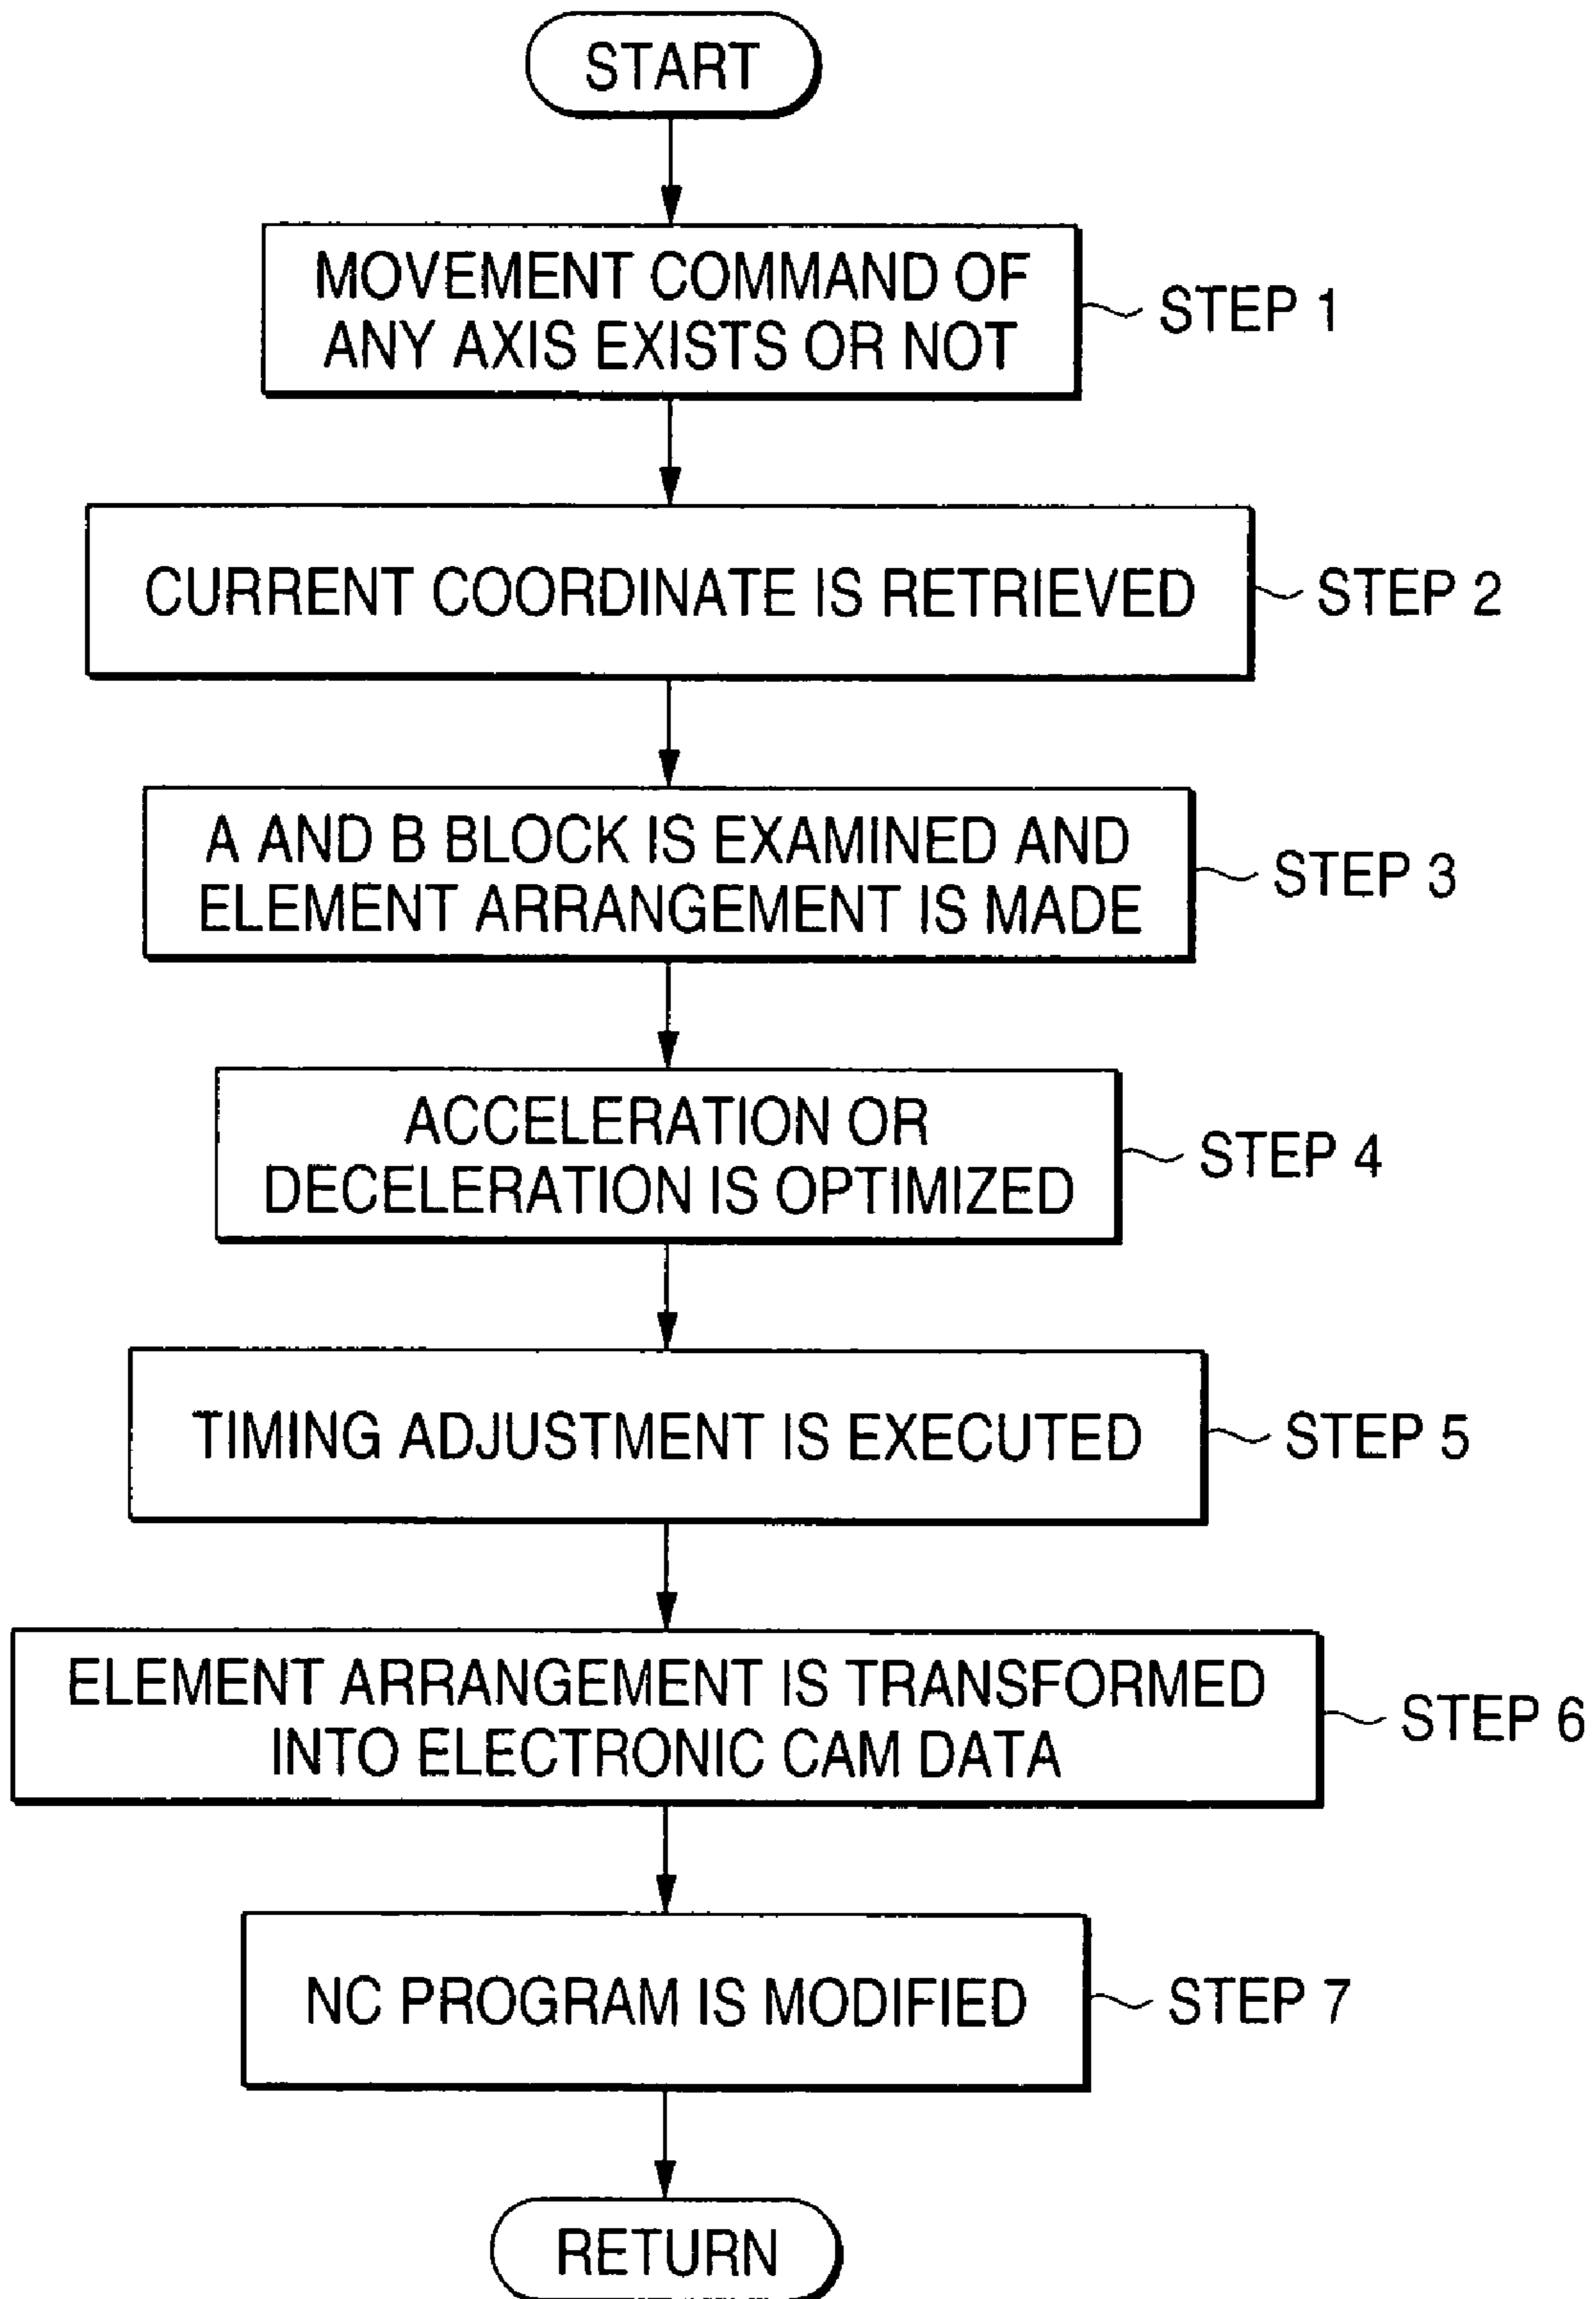 START
MOVEMENT COMMAND OF
ANY AXIS EXISTS OR NOT
STEP 1
CURRENT COORDINATE IS RETRIEVED
STEP 2
A AND B BLOCK IS EXAMINED AND
ELEMENT ARRANGEMENT IS MADE
STEP 3
ACCELERATION OR
DECELERATION IS OPTIMIZED
STEP 4
TIMING ADJUSTMENT IS EXECUTED
STEP 5
ELEMENT ARRANGEMENT IS TRANSFORMED
INTO ELECTRONIC CAM DATA
STEP 6
NC PROGRAM IS MODIFIED
STEP 7
RETURN